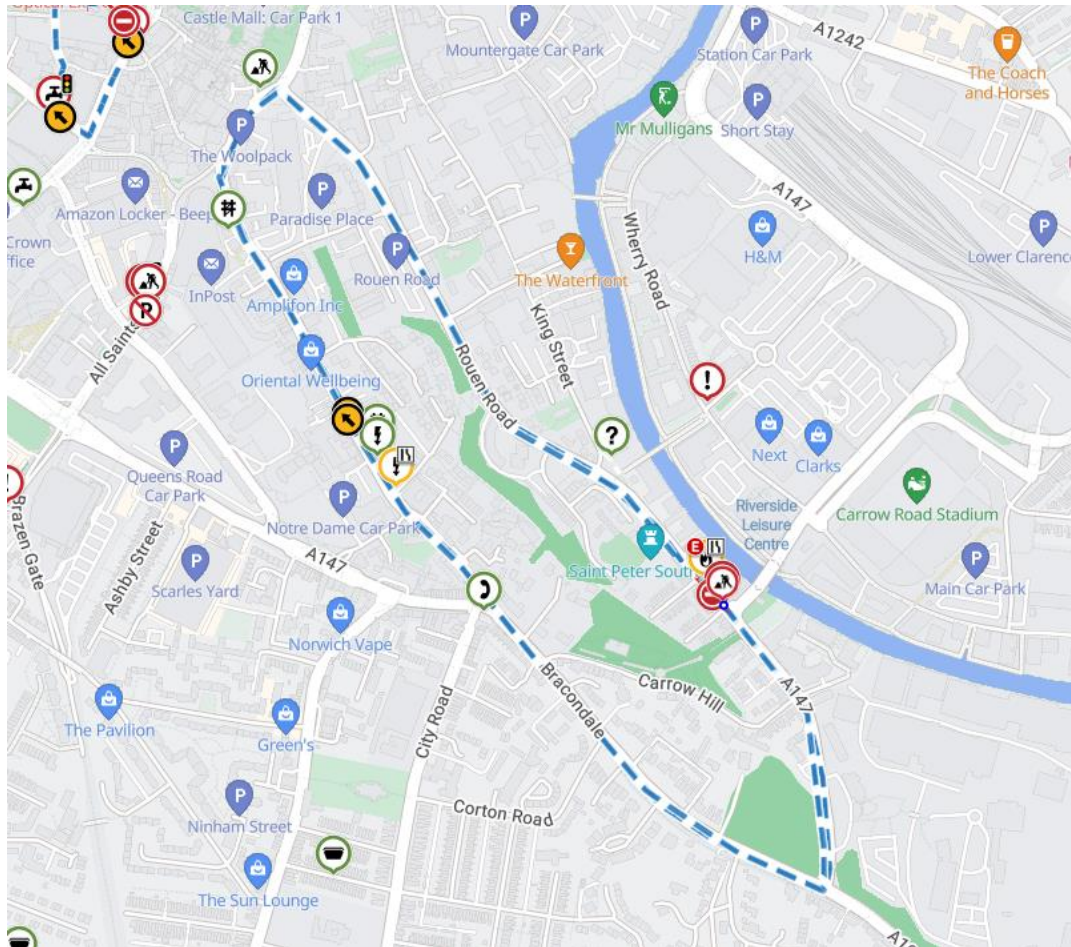 Castle Mall: Car Park 1
Mountergate Car Park
Station Car Park
A1242
The Coach
and Horses
Mr Mulligans
Short Stay
The Woolpack
P
Amazon Locker - Beep
Paradise Place
A147
Crown
ffice
InPost
Rouen Road
Wherry Road
H&M
Lower Clarenc
The Waterfront
Amplifon Inc
King Street
All Saints
Oriental Wellbeing
Rouen Road
!
?
Next
Clarks
Queens Road
Car Park
Brazen Gate
Notre Dame Car Park
Riverside
Leisure
Centre
Carrow Road Stadium
Ashby Street
A147
Saint Peter Sout
E
Main Car Park
Scarles Yard
Norwich Vape
Carrow Hill
A147
Bracondale
The Pavilion
Green's
City Road
Ninham Street
Corton Road
The Sun Lounge